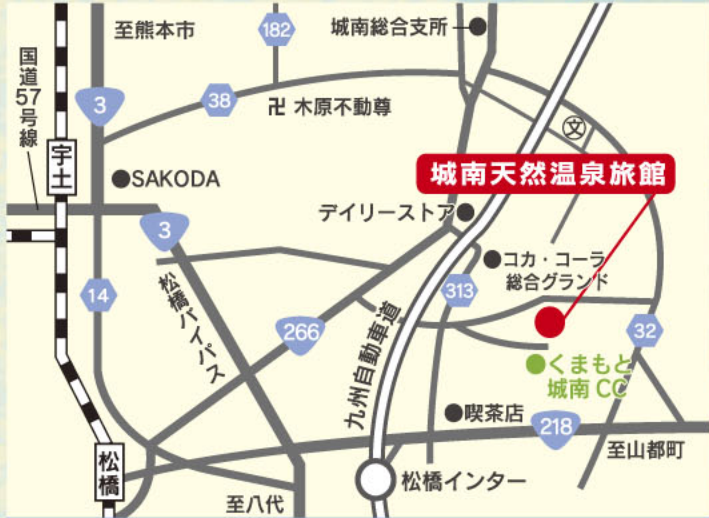 至熊本市
182
城南総合支所
国道57号線
3
38
卍 木原不動尊
文
宇土
SAKODA
城南天然温泉旅館
デイリーストア
3
コカ・コーラ
総合グランド
14
松橋バイパス
313
266
九州自動車道
32
くまもと
城南 CC
喫茶店
218
至山都町
松橋
松橋インター
至八代